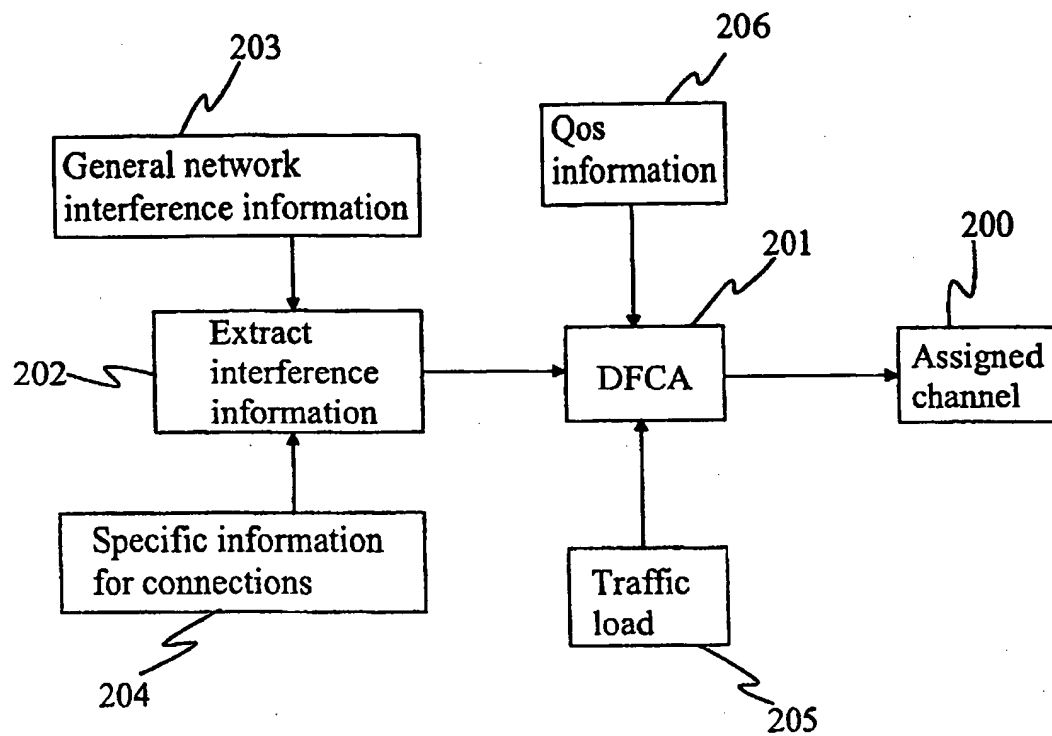 203
General network
interference information
206
Qos
information
202
Extract
interference
information
201
DFCA
200
Assigned
channel
Specific information
for connections
204
Traffic
load
205